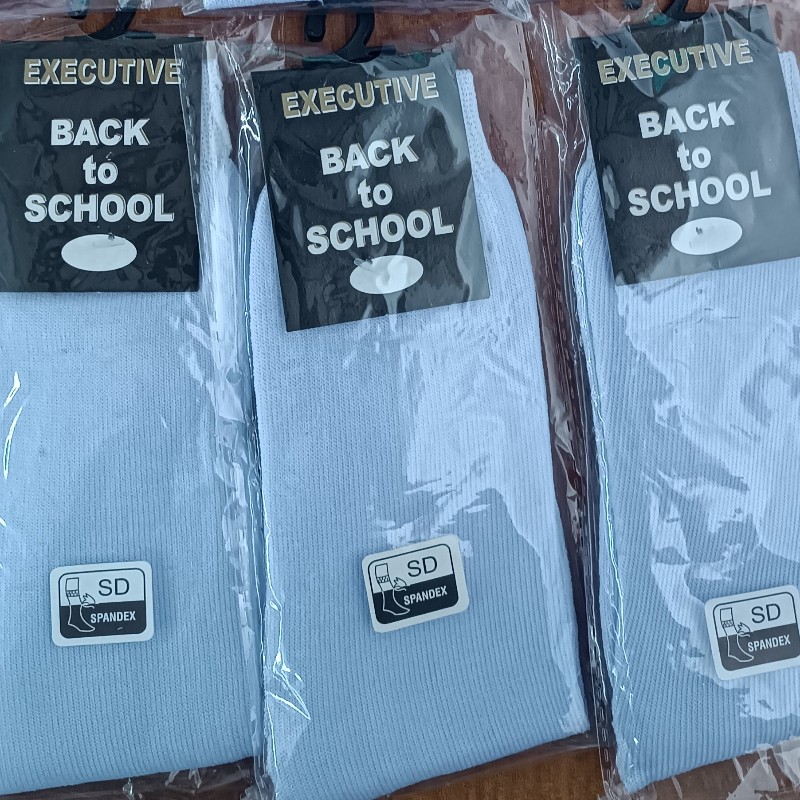 EXECUTIVE
BACK
to
SCHOOL
SD
SPANDEX
EXECUTIVE
BACK
to
SCHOOL
SD
SPANDEX
EXECUTIVE
BACK
to
SCHOOL
SD
SPANDEX